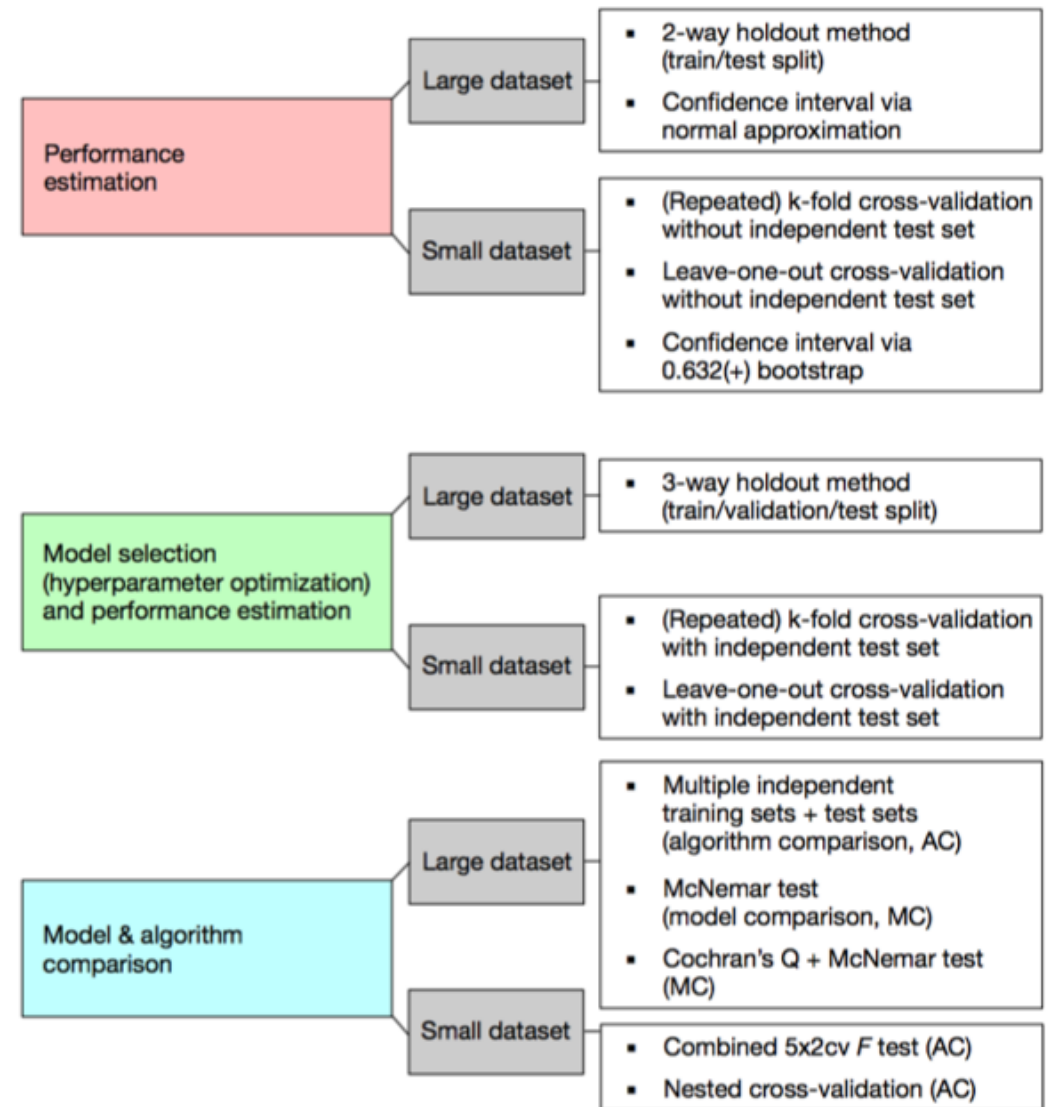 Performance
estimation
Large dataset
▪ 2-way holdout method
(train/test split)
▪ Confidence interval via
normal approximation
Small dataset
▪ (Repeated) k-fold cross-validation
without independent test set
▪ Leave-one-out cross-validation
without independent test set
▪ Confidence interval via
0.632(+) bootstrap
Model selection
(hyperparameter optimization)
and performance estimation
Large dataset
▪ 3-way holdout method
(train/validation/test split)
Small dataset
▪ (Repeated) k-fold cross-validation
with independent test set
▪ Leave-one-out cross-validation
with independent test set
Model & algorithm
comparison
Large dataset
▪ Multiple independent
training sets + test sets
(algorithm comparison, AC)
▪ McNemar test
(model comparison, MC)
▪ Cochran's Q + McNemar test
(MC)
Small dataset
▪ Combined 5x2cv F test (AC)
▪ Nested cross-validation (AC)